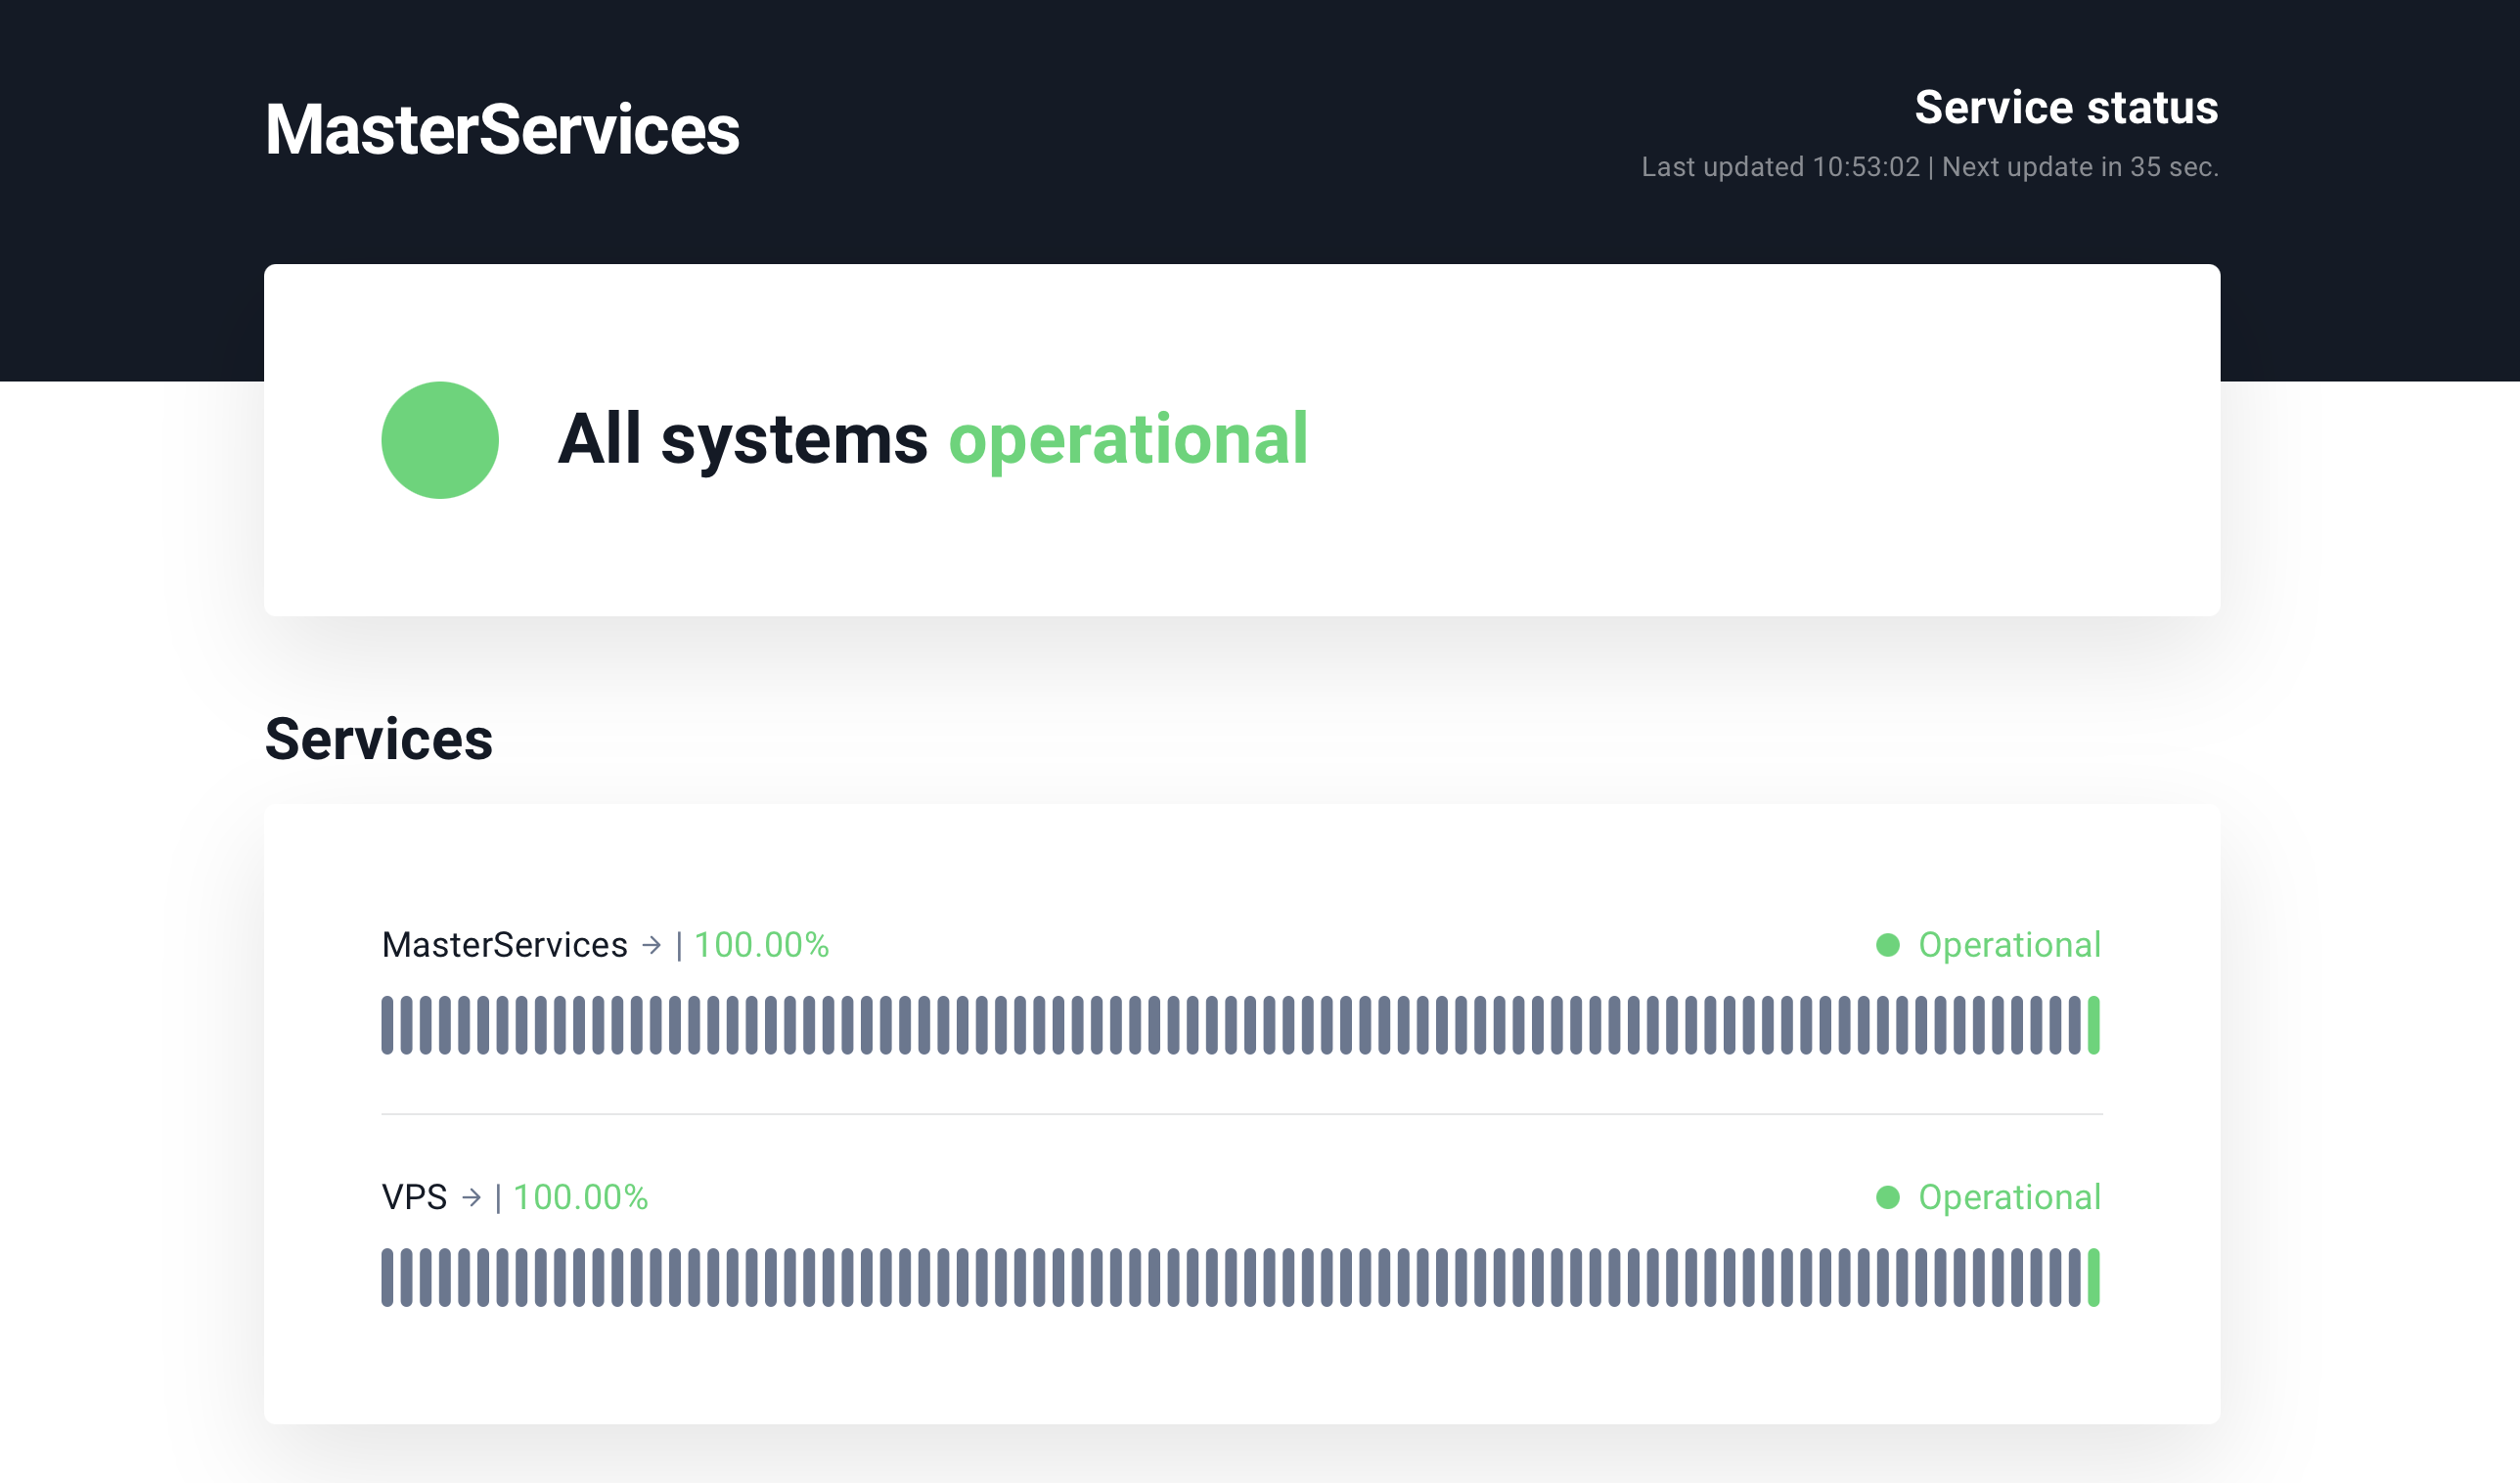 MasterServices
Service status
Last updated 10:53:02 | Next update in 35 sec.
All systems operational
Services
MasterServices → | 100.00%
Operational
VPS → | 100.00%
Operational